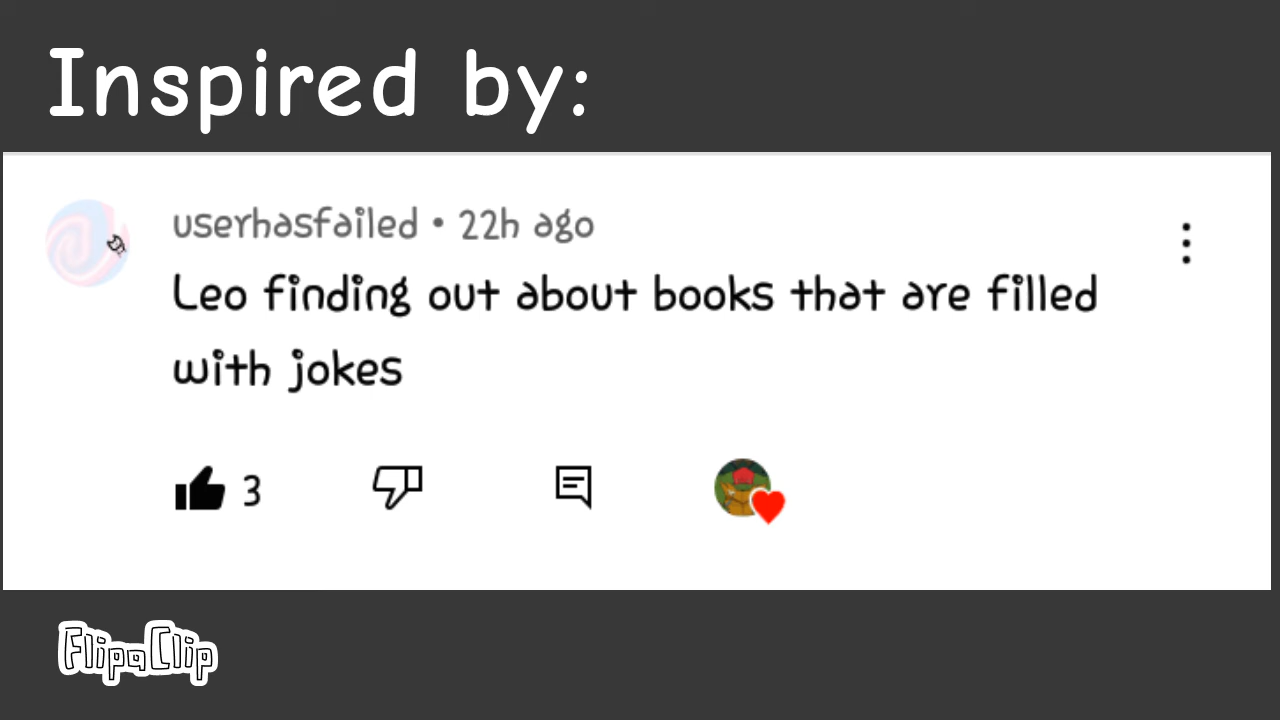 Inspired by:
userhasfailed • 22h ago
Leo finding out about books that are filled
with jokes
3
FlipaClip